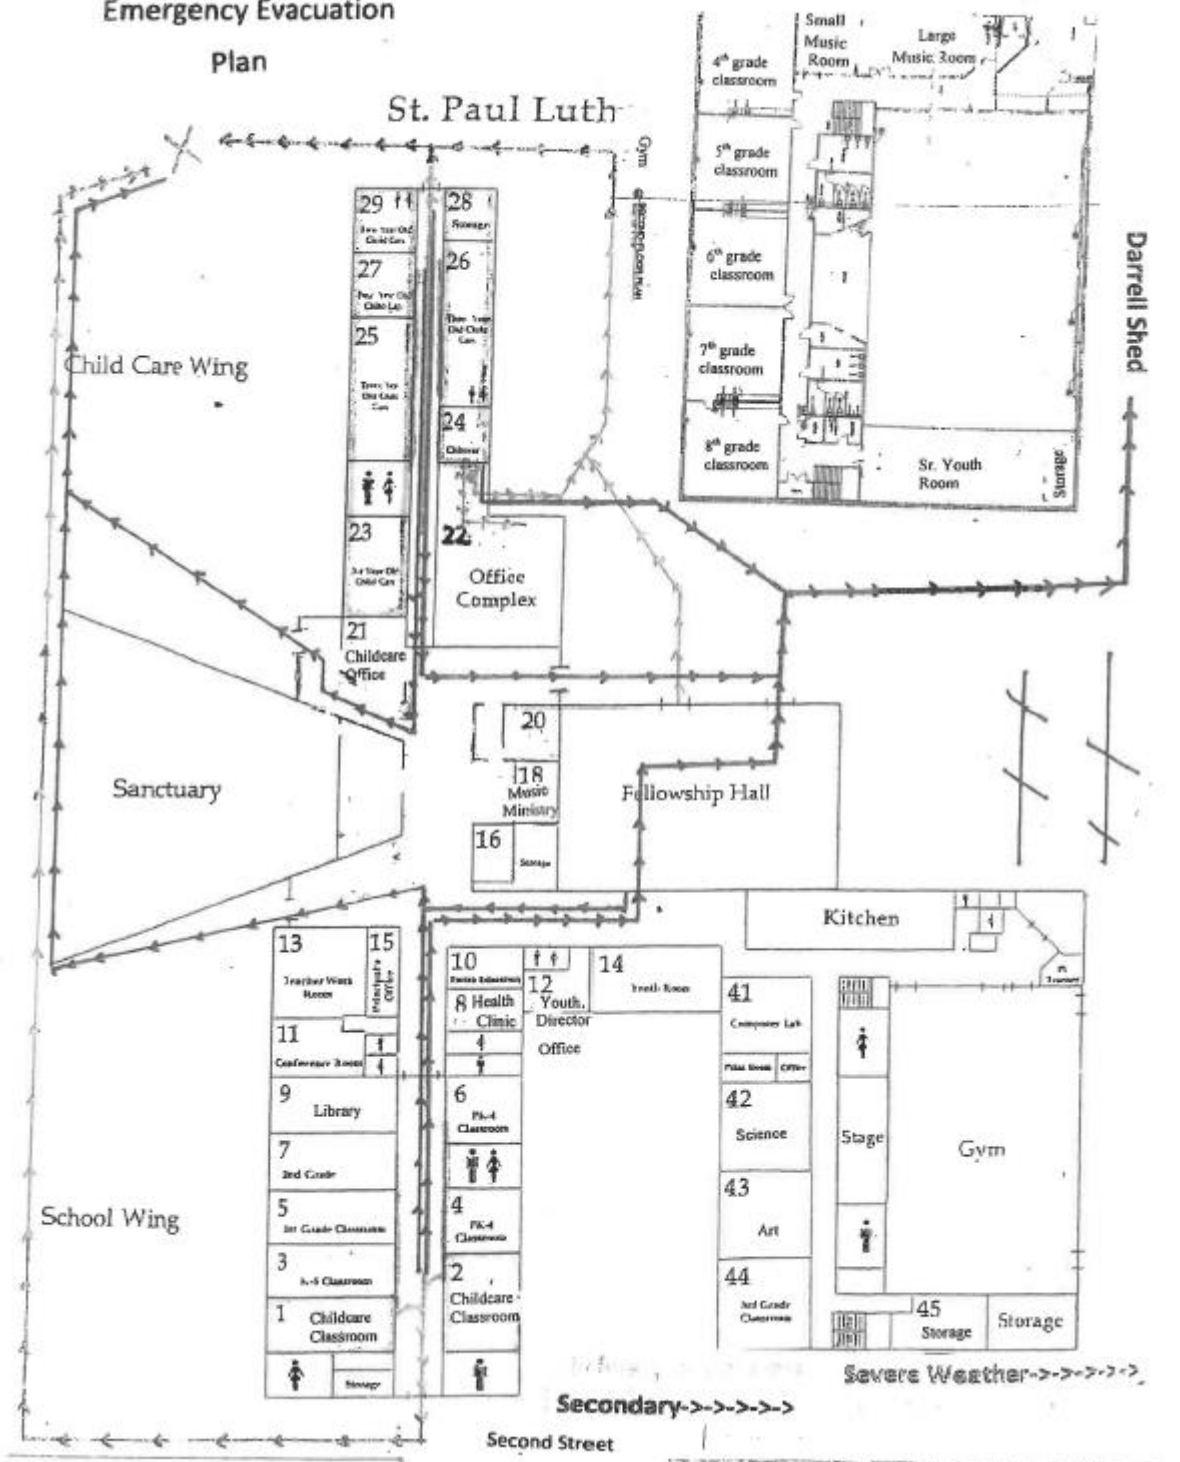 Emergency Evacuation
Plan
St. Paul Luth
Small
Music
Room
Large
Music Room
4th grade
classroom
5th grade
classroom
6th grade
classroom
7th grade
classroom
8th grade
classroom
Sr. Youth
Room
Storage
Gym
SECOND FLOOR PLAN
Darrell Shed
29
28
Storage
27
26
25
24
23
22
Office
Complex
21
Childcare
Office
Child Care Wing
Sanctuary
20
18
Music
Ministry
16
Storage
Fellowship Hall
Kitchen
13
Teacher Work
Room
15
Principal's
Office
11
Conference Room
9
Library
7
2nd Grade
5
1st Grade Classroom
3
K-5 Classroom
1
Childcare
Classroom
Storage
10
8 Health
Clinic
12
Youth
Director
Office
14
Youth Room
6
PK-4
Classroom
4
PK-4
Classroom
2
Childcare
Classroom
41
Computer Lab
Office
42
Science
43
Art
44
3rd Grade
Classroom
Stage
Gym
45
Storage
Storage
School Wing
Severe Weather->->->->->
Secondary->->->->->
Second Street